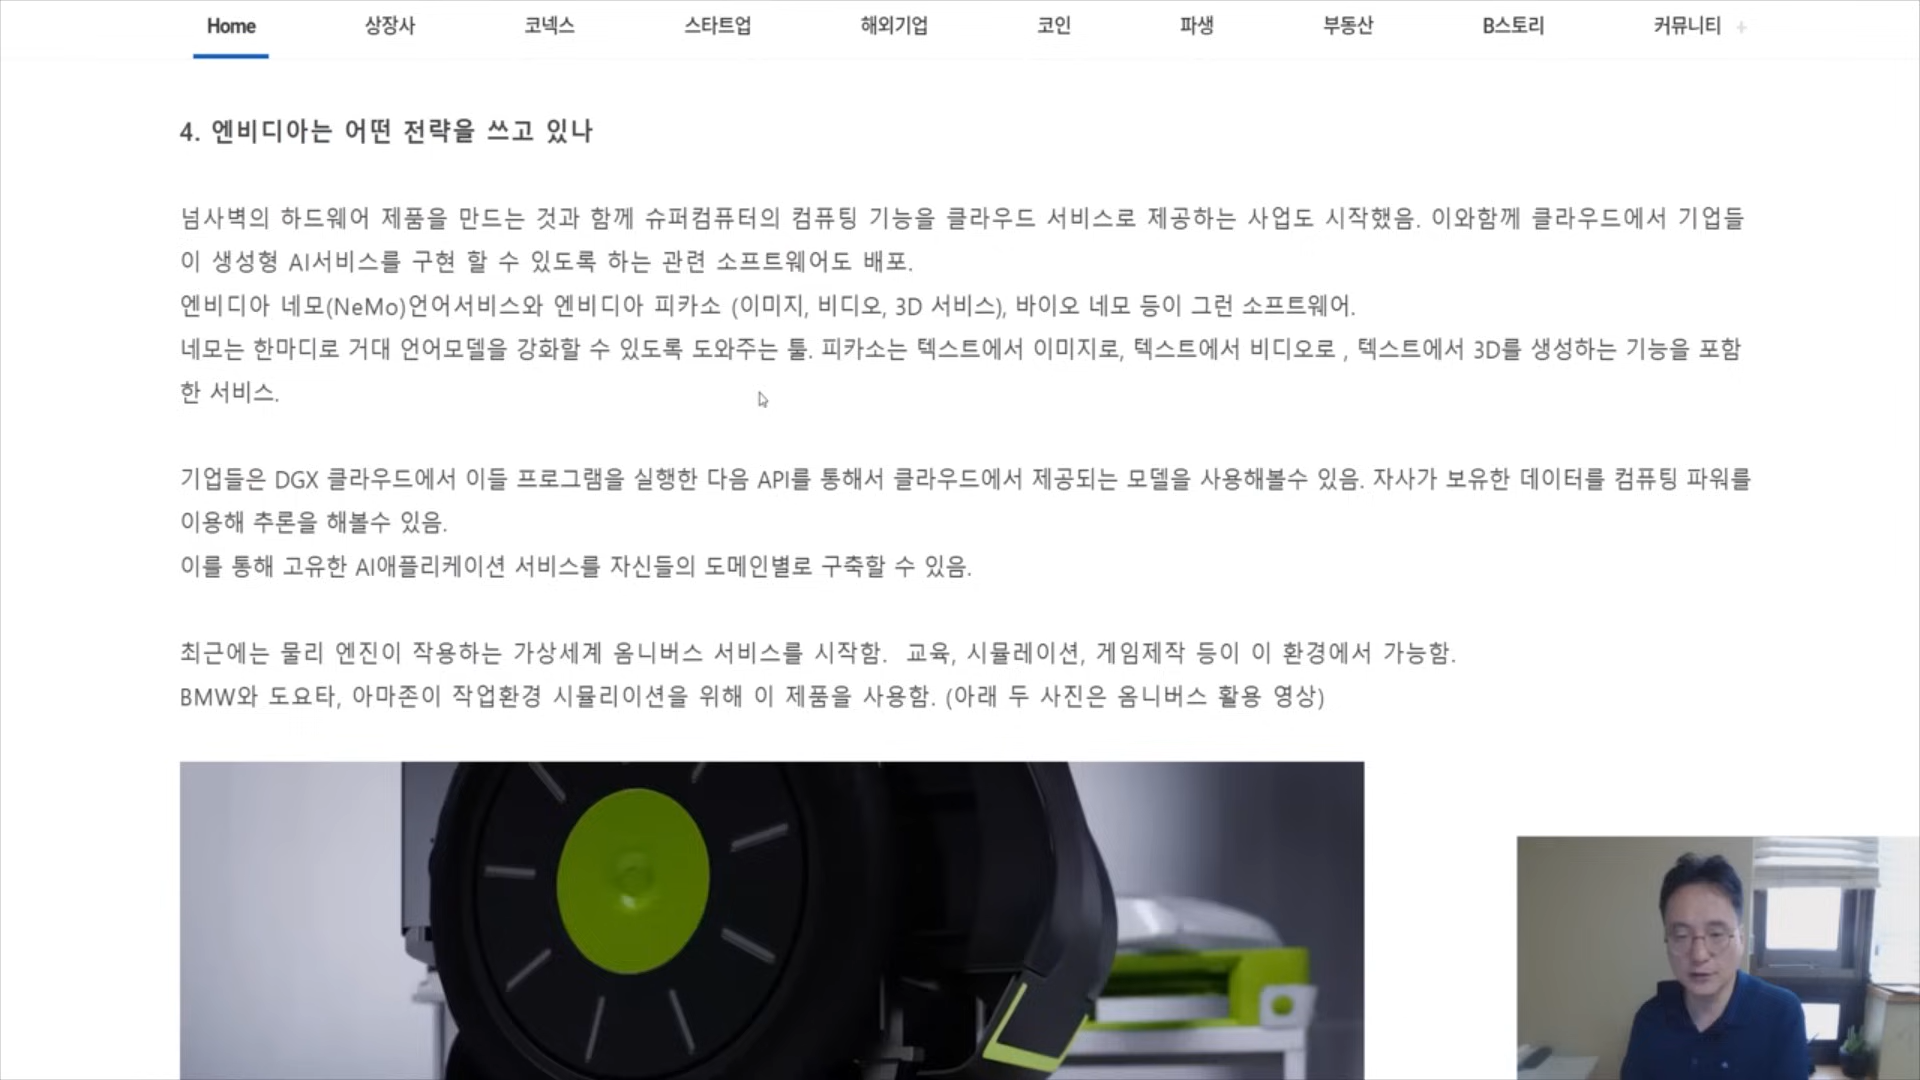 Home 상장사 코넥스 스타트업 해외기업 코인 파생 부동산 B스토리 커뮤니티 +
4. 엔비디아는 어떤 전략을 쓰고 있나
넘사벽의 하드웨어 제품을 만드는 것과 함께 슈퍼컴퓨터의 컴퓨팅 기능을 클라우드 서비스로 제공하는 사업도 시작했음. 이와함께 클라우드에서 기업들
이 생성형 AI서비스를 구현 할 수 있도록 하는 관련 소프트웨어도 배포.
엔비디아 네모(NeMo)언어서비스와 엔비디아 피카소 (이미지, 비디오, 3D 서비스), 바이오 네모 등이 그런 소프트웨어.
네모는 한마디로 거대 언어모델을 강화할 수 있도록 도와주는 툴. 피카소는 텍스트에서 이미지로, 텍스트에서 비디오로 , 텍스트에서 3D를 생성하는 기능을 포함
한 서비스.
기업들은 DGX 클라우드에서 이들 프로그램을 실행한 다음 API를 통해서 클라우드에서 제공되는 모델을 사용해볼수 있음. 자사가 보유한 데이터를 컴퓨팅 파워를
이용해 추론을 해볼수 있음.
이를 통해 고유한 AI애플리케이션 서비스를 자신들의 도메인별로 구축할 수 있음.
최근에는 물리 엔진이 작용하는 가상세계 옴니버스 서비스를 시작함. 교육, 시뮬레이션, 게임제작 등이 이 환경에서 가능함.
BMW와 도요타, 아마존이 작업환경 시뮬리이션을 위해 이 제품을 사용함. (아래 두 사진은 옴니버스 활용 영상)